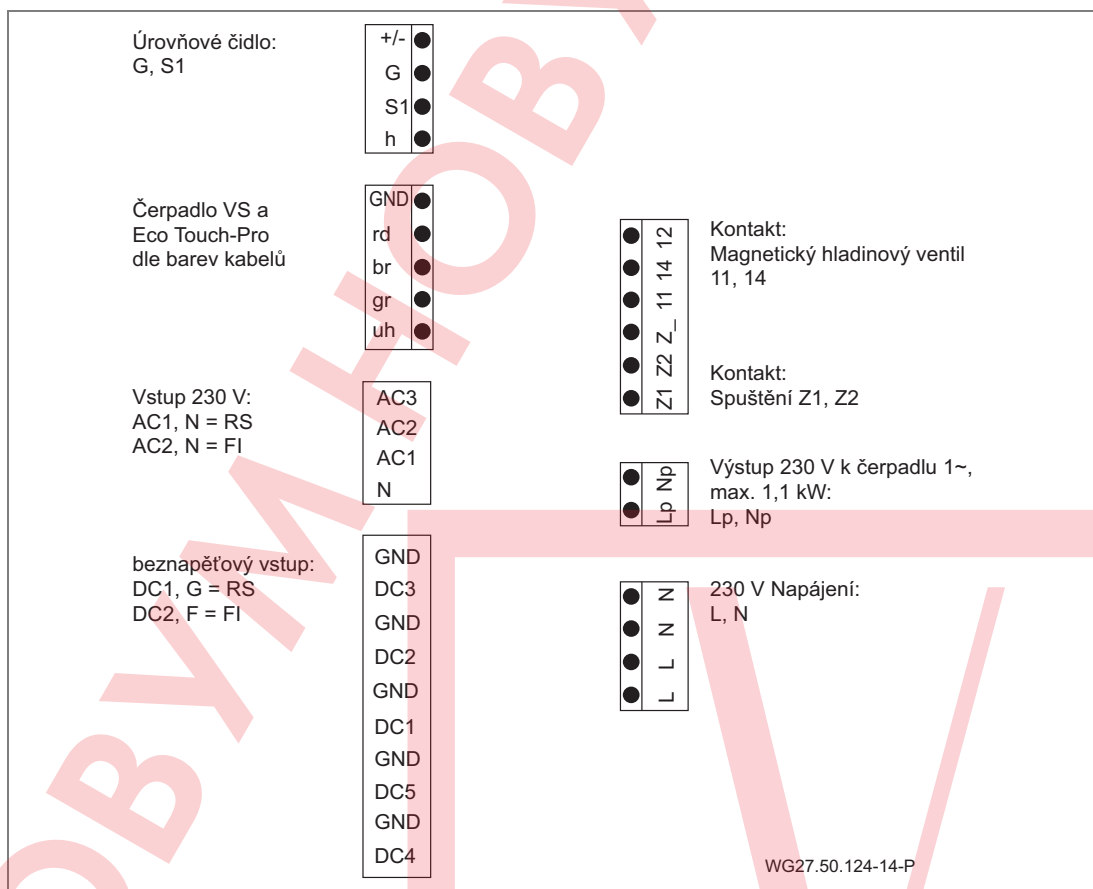 Úrovňové čidlo:
G, S1
+/-
G
S1
h
Čerpadlo VS a
Eco Touch-Pro
dle barev kabelů
GND
rd
br
gr
uh
Vstup 230 V:
AC1, N = RS
AC2, N = FI
AC3
AC2
AC1
N
beznapěťový vstup:
DC1, G = RS
DC2, F = FI
GND
DC3
GND
DC2
GND
DC1
GND
DC5
GND
DC4
Z1 Z2 Z_ 11 14 12
Kontakt:
Magnetický hladinový ventil
11, 14
Kontakt:
Spuštění Z1, Z2
Lp Np
Výstup 230 V k čerpadlu 1~,
max. 1,1 kW:
Lp, Np
L L N N
230 V Napájení:
L, N
WG27.50.124-14-P